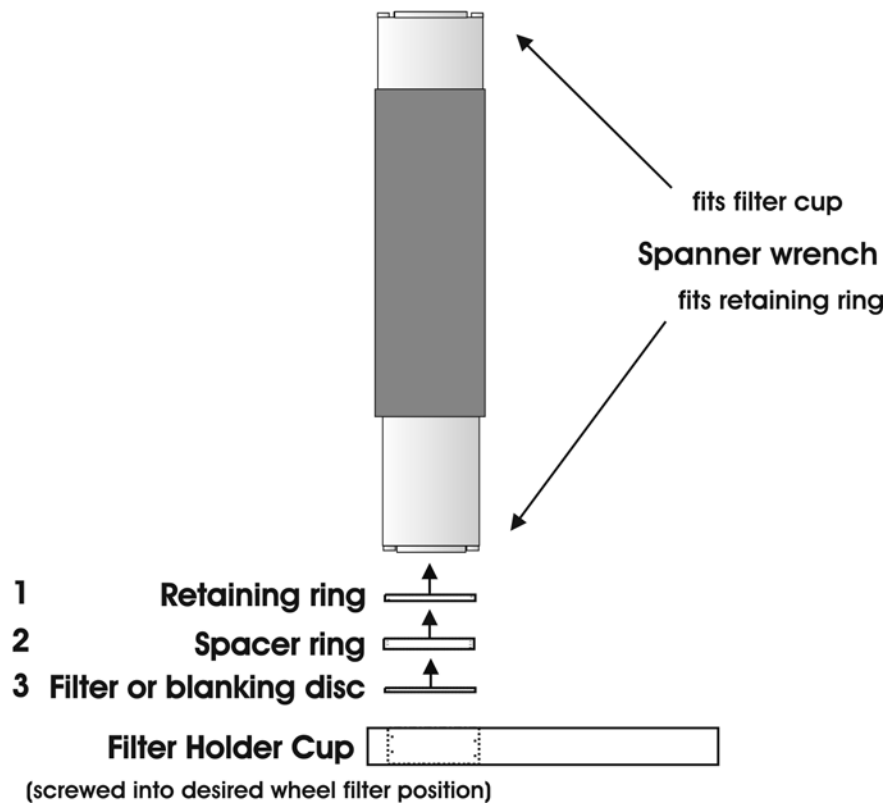 fits filter cup
Spanner wrench
fits retaining ring
1 Retaining ring
2 Spacer ring
3 Filter or blanking disc
Filter Holder Cup
(screwed into desired wheel filter position)